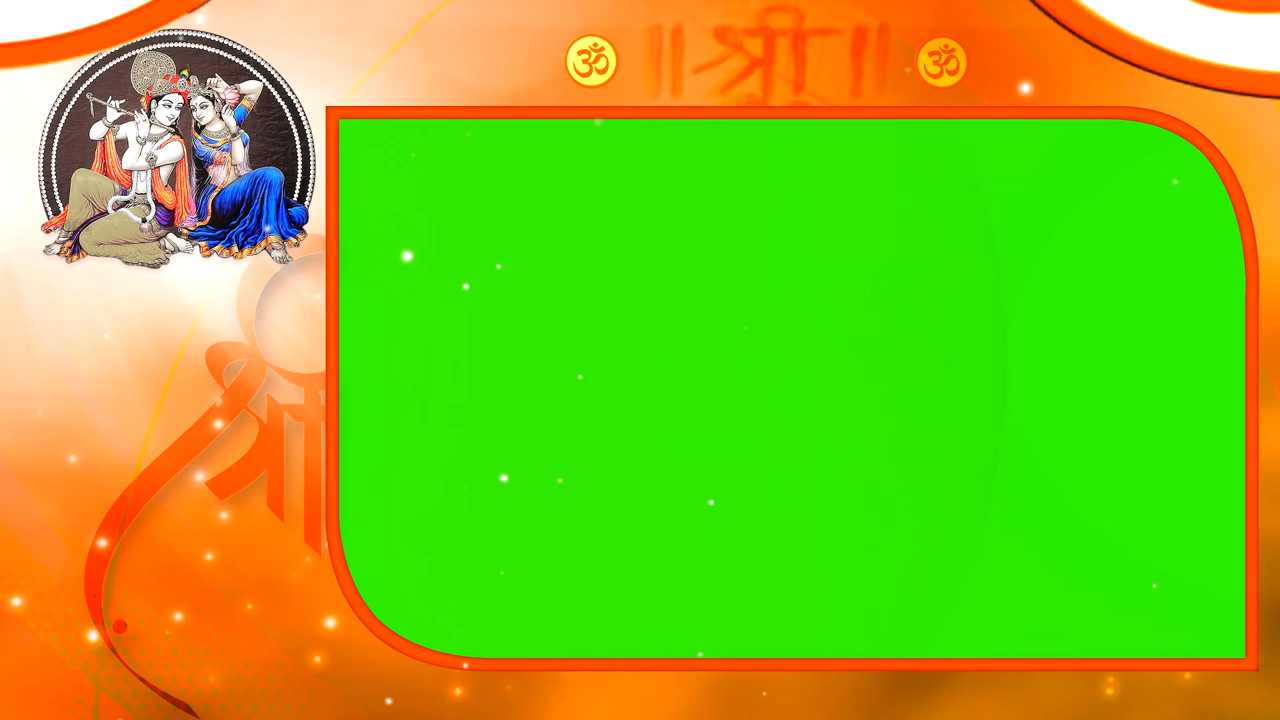 ॐ ॥ श्री ॥ ॐ
श्री